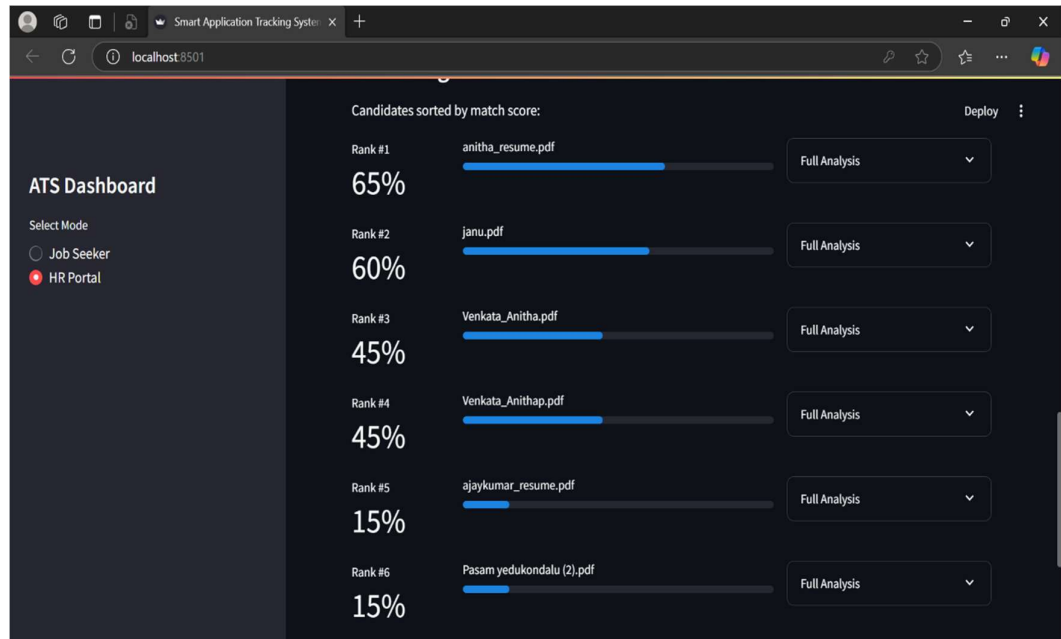 Smart Application Tracking System
localhost:8501
Candidates sorted by match score:
Deploy
ATS Dashboard
Select Mode
Job Seeker
HR Portal
Rank #1
65%
anitha_resume.pdf
Full Analysis
Rank #2
60%
janu.pdf
Full Analysis
Rank #3
45%
Venkata_Anitha.pdf
Full Analysis
Rank #4
45%
Venkata_Anithap.pdf
Full Analysis
Rank #5
15%
ajaykumar_resume.pdf
Full Analysis
Rank #6
15%
Pasam yedukondalu (2).pdf
Full Analysis